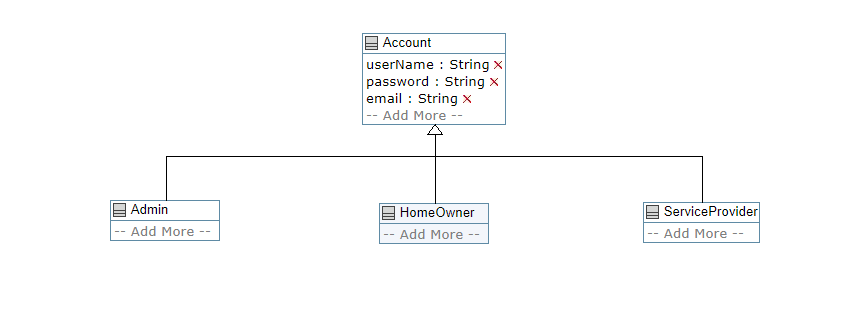 Account
userName : String
password : String
email : String
-- Add More --
Admin
-- Add More --
HomeOwner
-- Add More --
ServiceProvider
-- Add More --